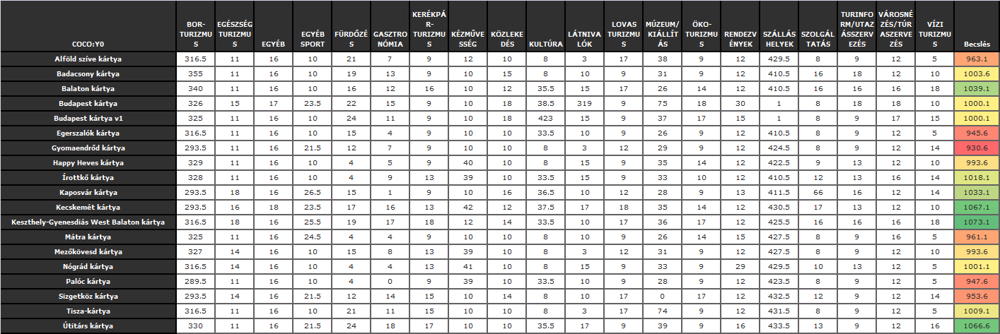 COCO:Y0 BOR-TURIZMUS EGÉSZSÉGTURIZMUS EGYÉB EGYÉB SPORT FÜRDŐZÉS GASZTRONÓMIA KERÉKPÁR-TURIZMUS KÉZMŰVESSÉG KÖZLEKEDÉS KULTÚRA LÁTNIVALÓK LOVASTURIZMUS MÚZEUM/KIÁLLÍTÁS ÖKO-TURIZMUS RENDEZVÉNYEK SZÁLLÁSHELYEK SZOLGÁLTATÁS TURINFORM/UTAZÁSSZERVEZÉS VÁROSNÉZÉS/TÚRASZERVEZÉS VÍZITURIZMUS Becslés
Alföld szíve kártya 316.5 11 16 10 21 7 9 12 10 8 3 17 38 9 12 429.5 8 9 12 5 963.1
Badacsony kártya 355 11 16 10 19 13 9 10 15 8 10 9 31 9 12 410.5 16 18 12 10 1003.6
Balaton kártya 340 11 16 10 16 12 16 10 12 35.5 15 17 26 14 12 410.5 16 16 16 18 1039.1
Budapest kártya 326 15 17 23.5 22 15 9 10 18 38.5 319 9 75 18 30 1 8 18 18 10 1000.1
Budapest kártya v1 325 11 16 10 24 11 9 10 18 423 15 9 37 17 15 1 8 9 17 15 1000.1
Egerszalók kártya 316.5 11 16 10 15 4 9 10 10 33.5 10 9 26 9 12 410.5 8 9 12 5 945.6
Gyomaendrőd kártya 293.5 11 16 21.5 12 7 9 10 10 8 3 12 29 9 12 424.5 8 9 12 14 930.6
Happy Heves kártya 329 11 16 10 4 5 9 40 10 8 15 9 35 14 12 422.5 9 13 12 10 993.6
Írottkő kártya 328 11 16 10 4 9 13 39 10 33.5 15 9 33 10 12 410.5 12 13 16 14 1018.1
Kaposvár kártya 293.5 18 16 26.5 15 1 9 10 16 36.5 10 12 28 9 13 411.5 66 16 12 14 1033.1
Kecskemét kártya 293.5 16 18 23.5 17 16 13 42 12 37.5 17 18 35 14 12 430.5 17 13 12 10 1067.1
Keszthely-Gyenesdiás West Balaton kártya 316.5 18 16 25.5 19 17 18 12 14 33.5 10 17 36 17 12 425.5 16 16 16 18 1073.1
Mátra kártya 325 11 16 24.5 4 4 9 10 10 8 10 9 26 9 15 427.5 8 9 16 5 961.1
Mezőkövesd kártya 327 14 16 10 15 8 13 39 10 8 3 12 31 9 12 427.5 8 9 12 10 993.6
Nógrád kártya 316.5 14 16 10 4 4 13 41 10 8 15 9 33 9 29 429.5 10 13 12 5 1001.1
Palóc kártya 289.5 11 16 10 4 0 9 39 10 33.5 10 9 28 9 12 423.5 8 9 12 5 947.6
Sizgetköz kártya 293.5 14 16 21.5 12 14 15 10 14 8 10 17 0 17 12 432.5 12 9 12 14 953.6
Tisza-kártya 316.5 11 16 10 21 11 15 10 10 8 3 17 74 9 12 431.5 8 9 12 5 1009.1
Útitárs kártya 330 11 16 21.5 24 18 17 10 10 35.5 17 9 39 9 16 433.5 13 9 12 16 1066.6